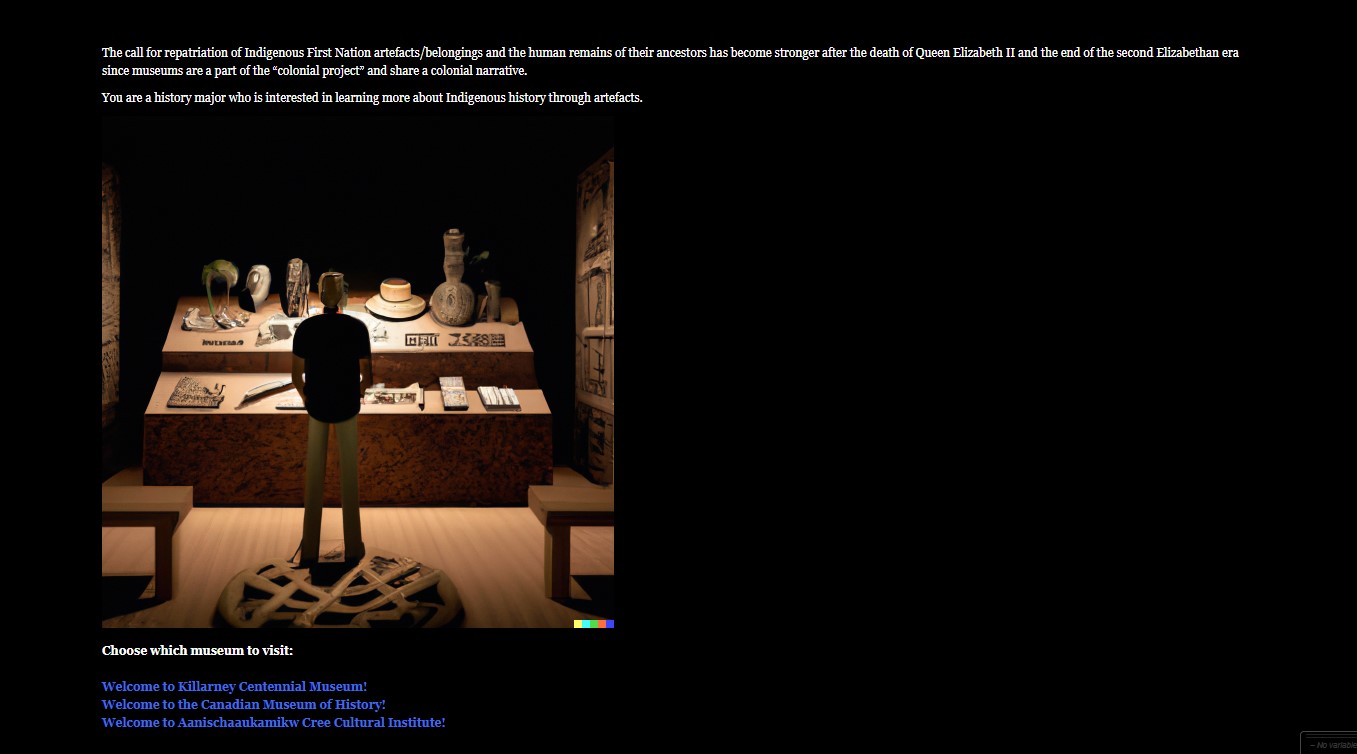 The call for repatriation of Indigenous First Nation artefacts/belongings and the human remains of their ancestors has become stronger after the death of Queen Elizabeth II and the end of the second Elizabethan era
since museums are a part of the “colonial project” and share a colonial narrative.
You are a history major who is interested in learning more about Indigenous history through artefacts.
Choose which museum to visit:
Welcome to Killarney Centennial Museum!
Welcome to the Canadian Museum of History!
Welcome to Aanischaaukamikw Cree Cultural Institute!
-- No variable